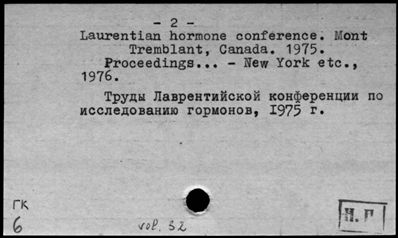 - 2 -
Laurentian hormone conference. Mont
Tremblant, Canada. 1975.
Proceedings... - New York etc.,
1976.
Труды Лаврентийской конференции по
исследованию гормонов, 1975 г.
ГК
6
vol. 32
Н.Г